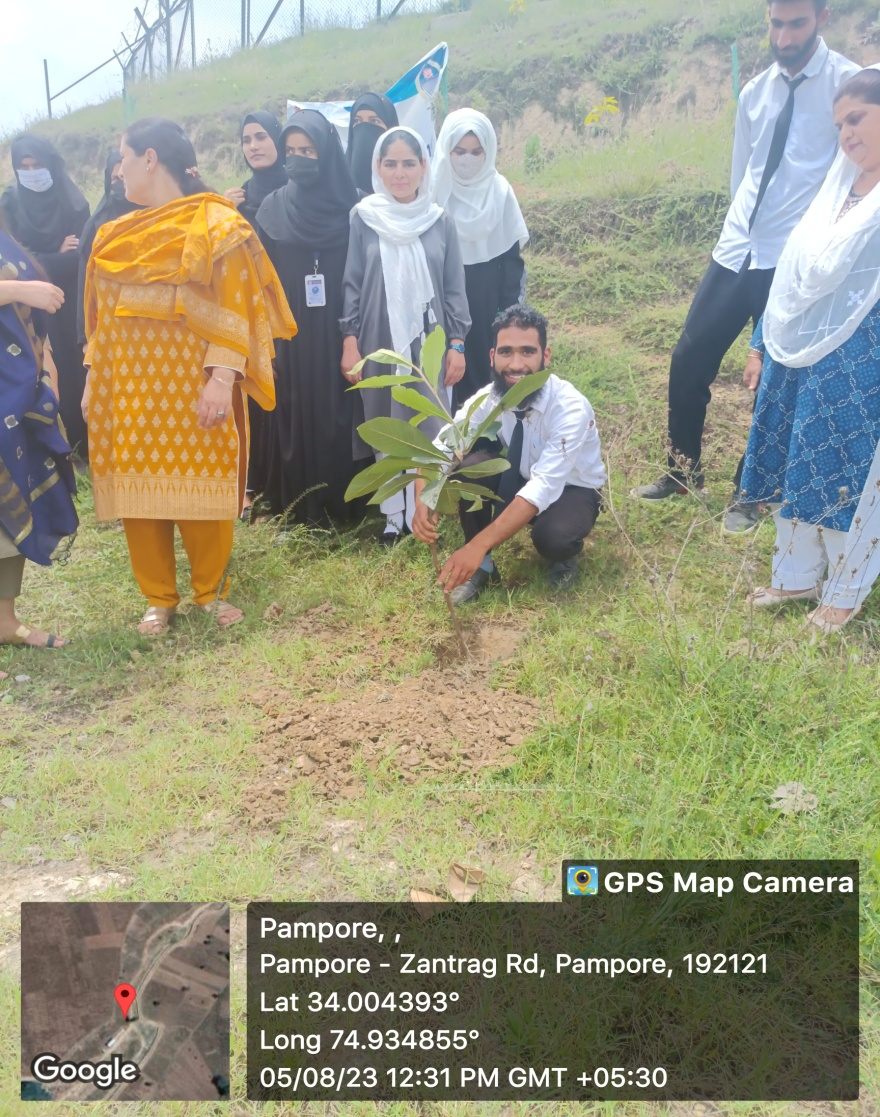 GPS Map Camera
Pampore, ,
Pampore - Zantrag Rd, Pampore, 192121
Lat 34.004393°
Long 74.934855°
05/08/23 12:31 PM GMT +05:30
Google